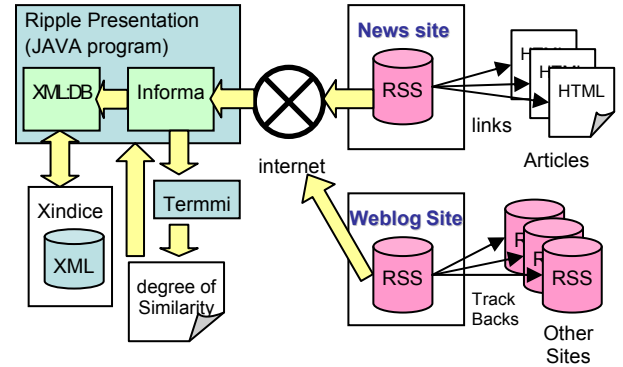 Ripple Presentation
(JAVA program)
XML:DB
Informa
Xindice
XML
Termmi
degree of
Similarity
internet
News site
RSS
links
HTML
HTML
HTML
Articles
Weblog Site
RSS
Track
Backs
RSS
Other
Sites